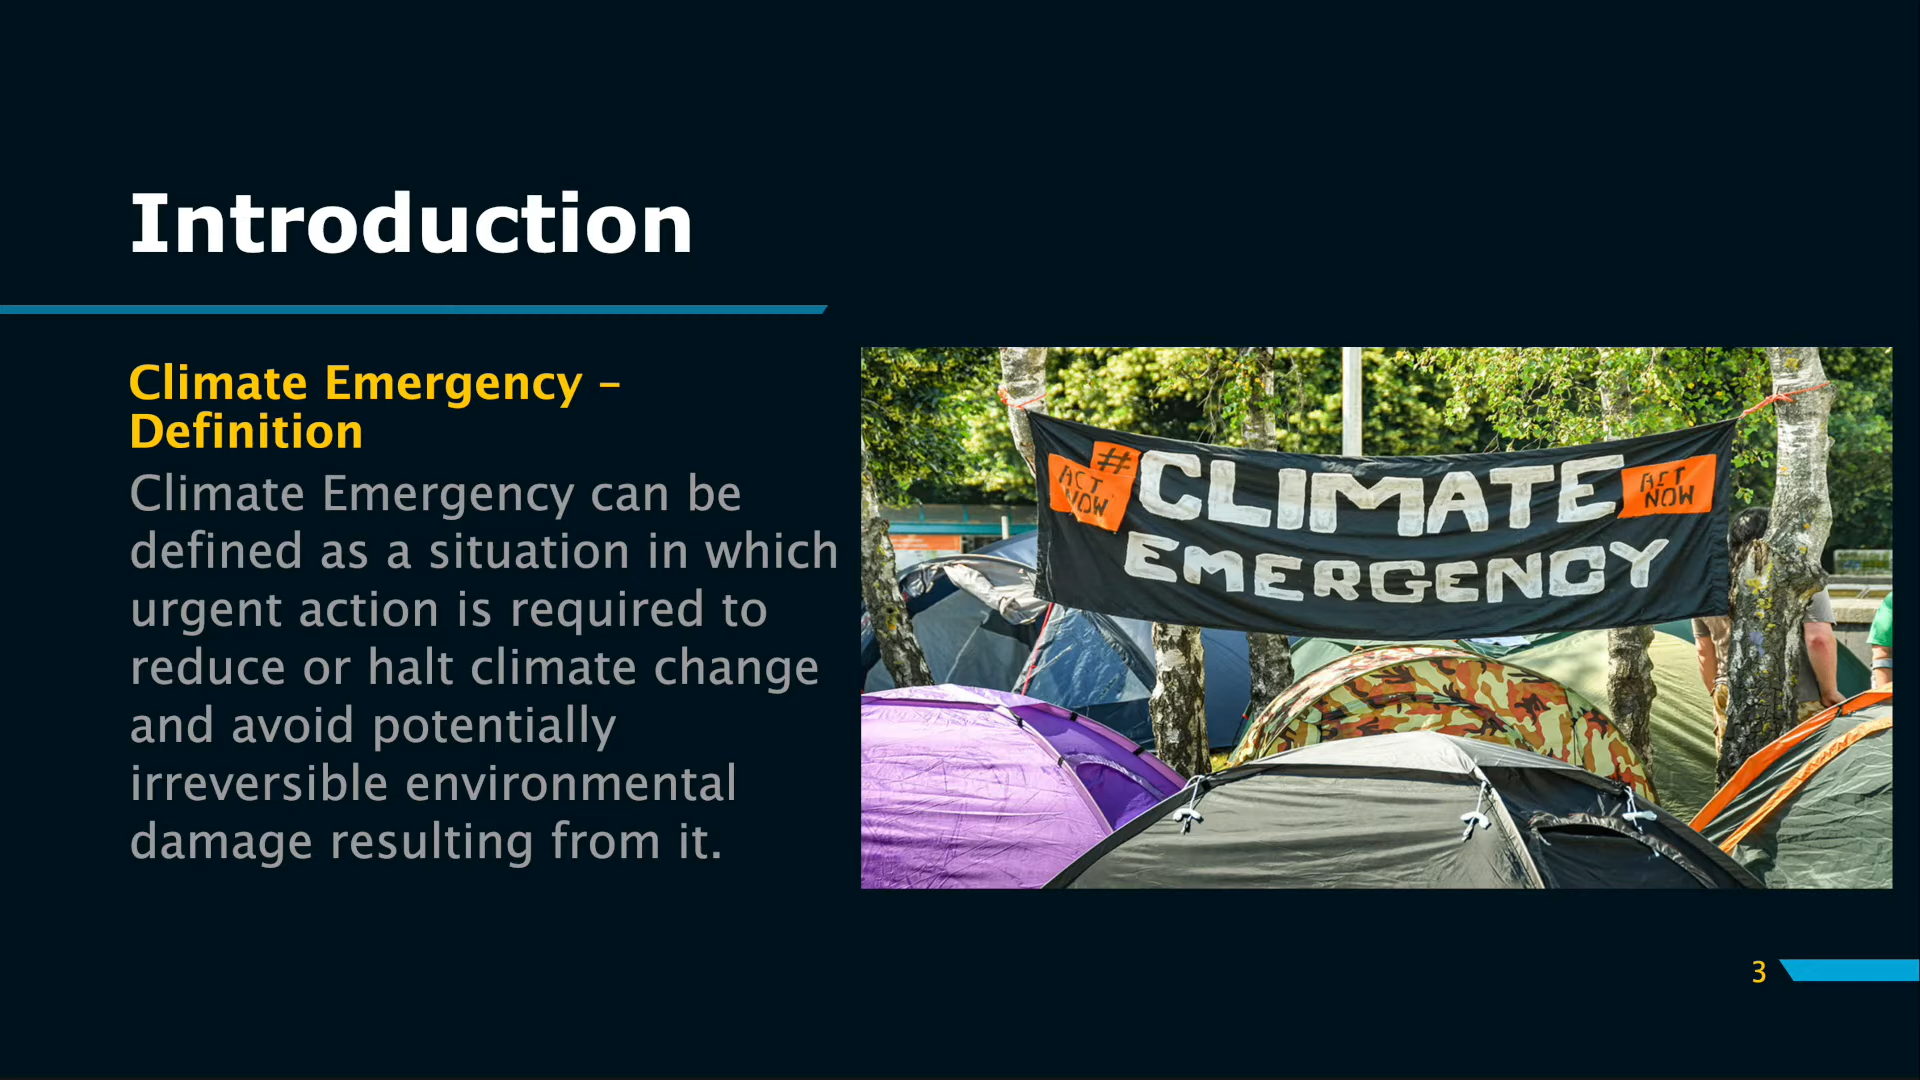 Introduction
Climate Emergency –
Definition
Climate Emergency can be
defined as a situation in which
urgent action is required to
reduce or halt climate change
and avoid potentially
irreversible environmental
damage resulting from it.
#
ACT
NOW
CLIMATE
EMERGENCY
ACT
NOW
3